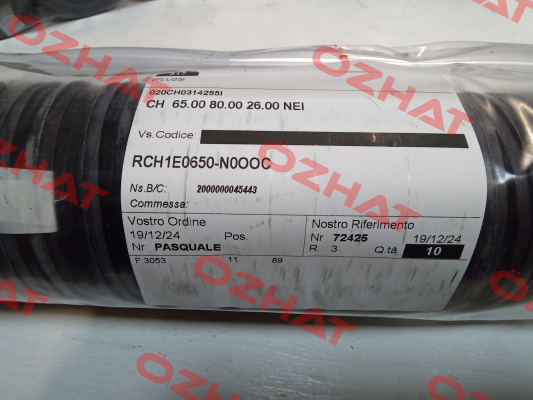 OZHAT
020CH0314255I
CH 65.00 80.00 26.00 NEI
Vs.Codice:
RCH1E0650-N0OOC
Ns.B/C: 2000000045443
Commessa:
Vostro Ordine
19/12/24 Pos.
Nr PASQUALE
Nostro Riferimento
Nr 72425 19/12/24
R. 3 Q.tà 10
F.3053 11 89